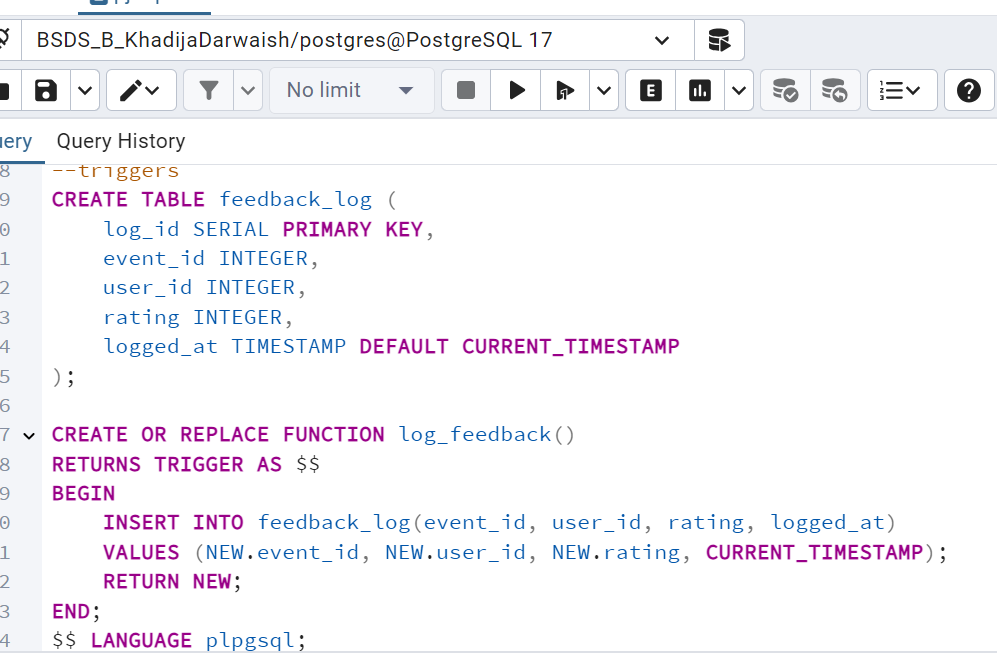 BSDS_B_KhadijaDarwaish/postgres@PostgreSQL 17
No limit
Query History
8 --triggers
9 CREATE TABLE feedback_log (
0 log_id SERIAL PRIMARY KEY,
1 event_id INTEGER,
2 user_id INTEGER,
3 rating INTEGER,
4 logged_at TIMESTAMP DEFAULT CURRENT_TIMESTAMP
5 );
6
7 CREATE OR REPLACE FUNCTION log_feedback()
8 RETURNS TRIGGER AS $$
9 BEGIN
0 INSERT INTO feedback_log(event_id, user_id, rating, logged_at)
1 VALUES (NEW.event_id, NEW.user_id, NEW.rating, CURRENT_TIMESTAMP);
2 RETURN NEW;
3 END;
4 $$ LANGUAGE plpgsql;